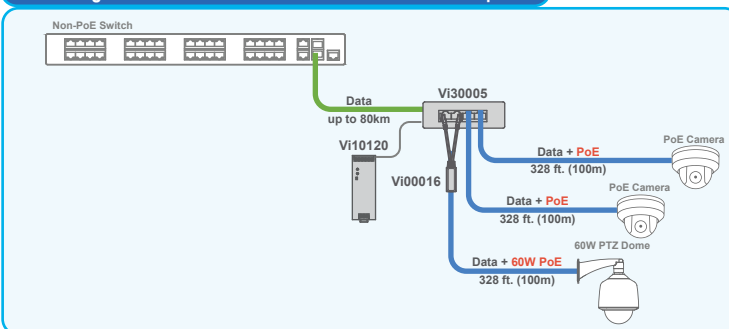 Non-PoE Switch
Vi30005
Data
up to 80km
Vi10120
PoE Camera
Data + PoE
328 ft. (100m)
Vi00016
PoE Camera
Data + PoE
328 ft. (100m)
60W PTZ Dome
Data + 60W PoE
328 ft. (100m)